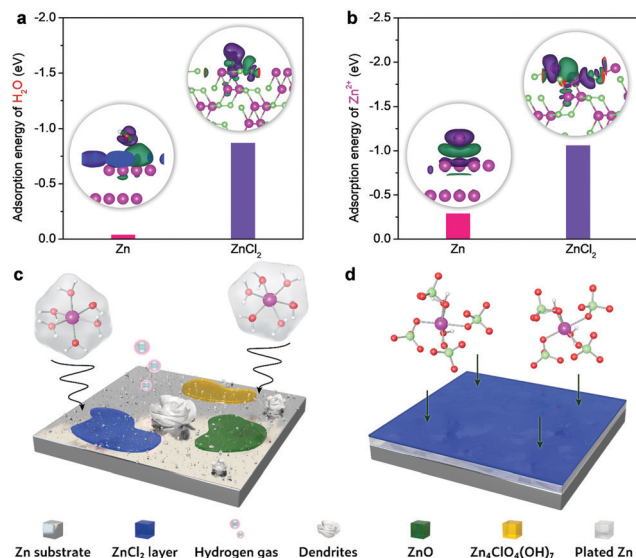 a
Adsorption energy of H₂O (eV)
-2.0
-1.5
-1.0
-0.5
0.0
Zn
ZnCl₂
b
Adsorption energy of Zn²⁺ (eV)
-2.5
-2.0
-1.5
-1.0
-0.5
0.0
Zn
ZnCl₂
c
d
Zn substrate
ZnCl₂ layer
Hydrogen gas
Dendrites
ZnO
Zn₄ClO₄(OH)₇
Plated Zn